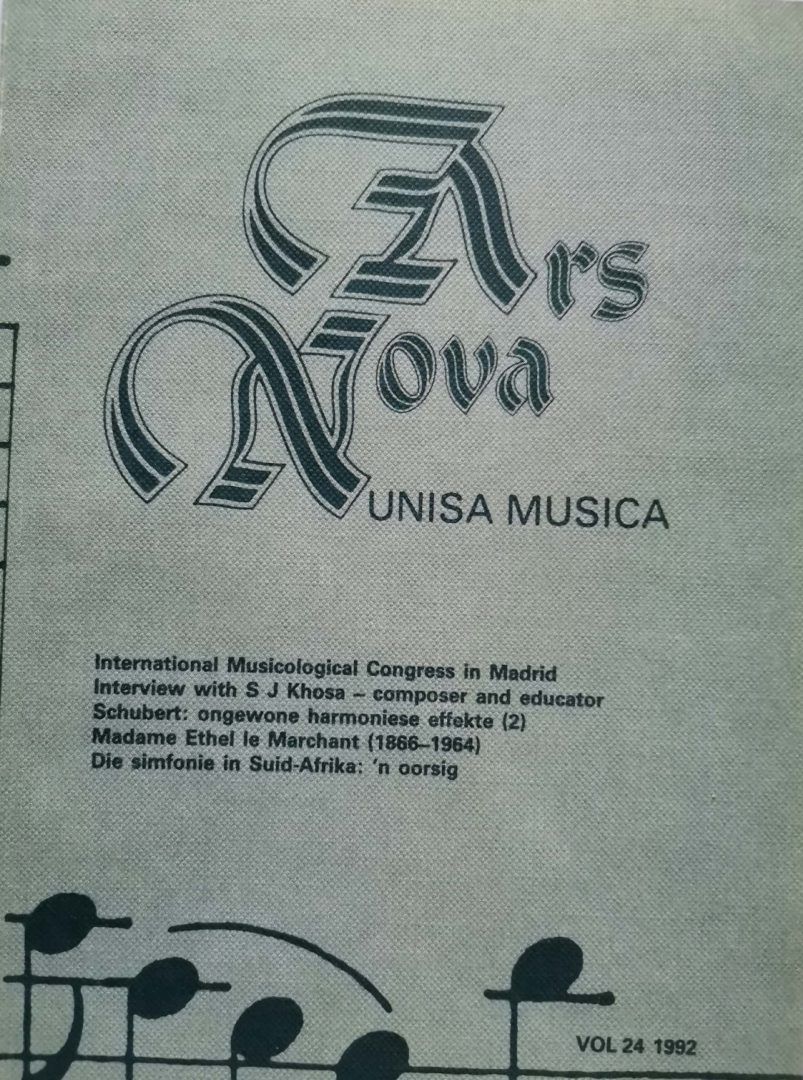 Ars
Nova
UNISA MUSICA
International Musicological Congress in Madrid
Interview with S J Khosa – composer and educator
Schubert: ongewone harmoniese effekte (2)
Madame Ethel le Marchant (1866–1964)
Die simfonie in Suid-Afrika: 'n oorsig
VOL 24 1992